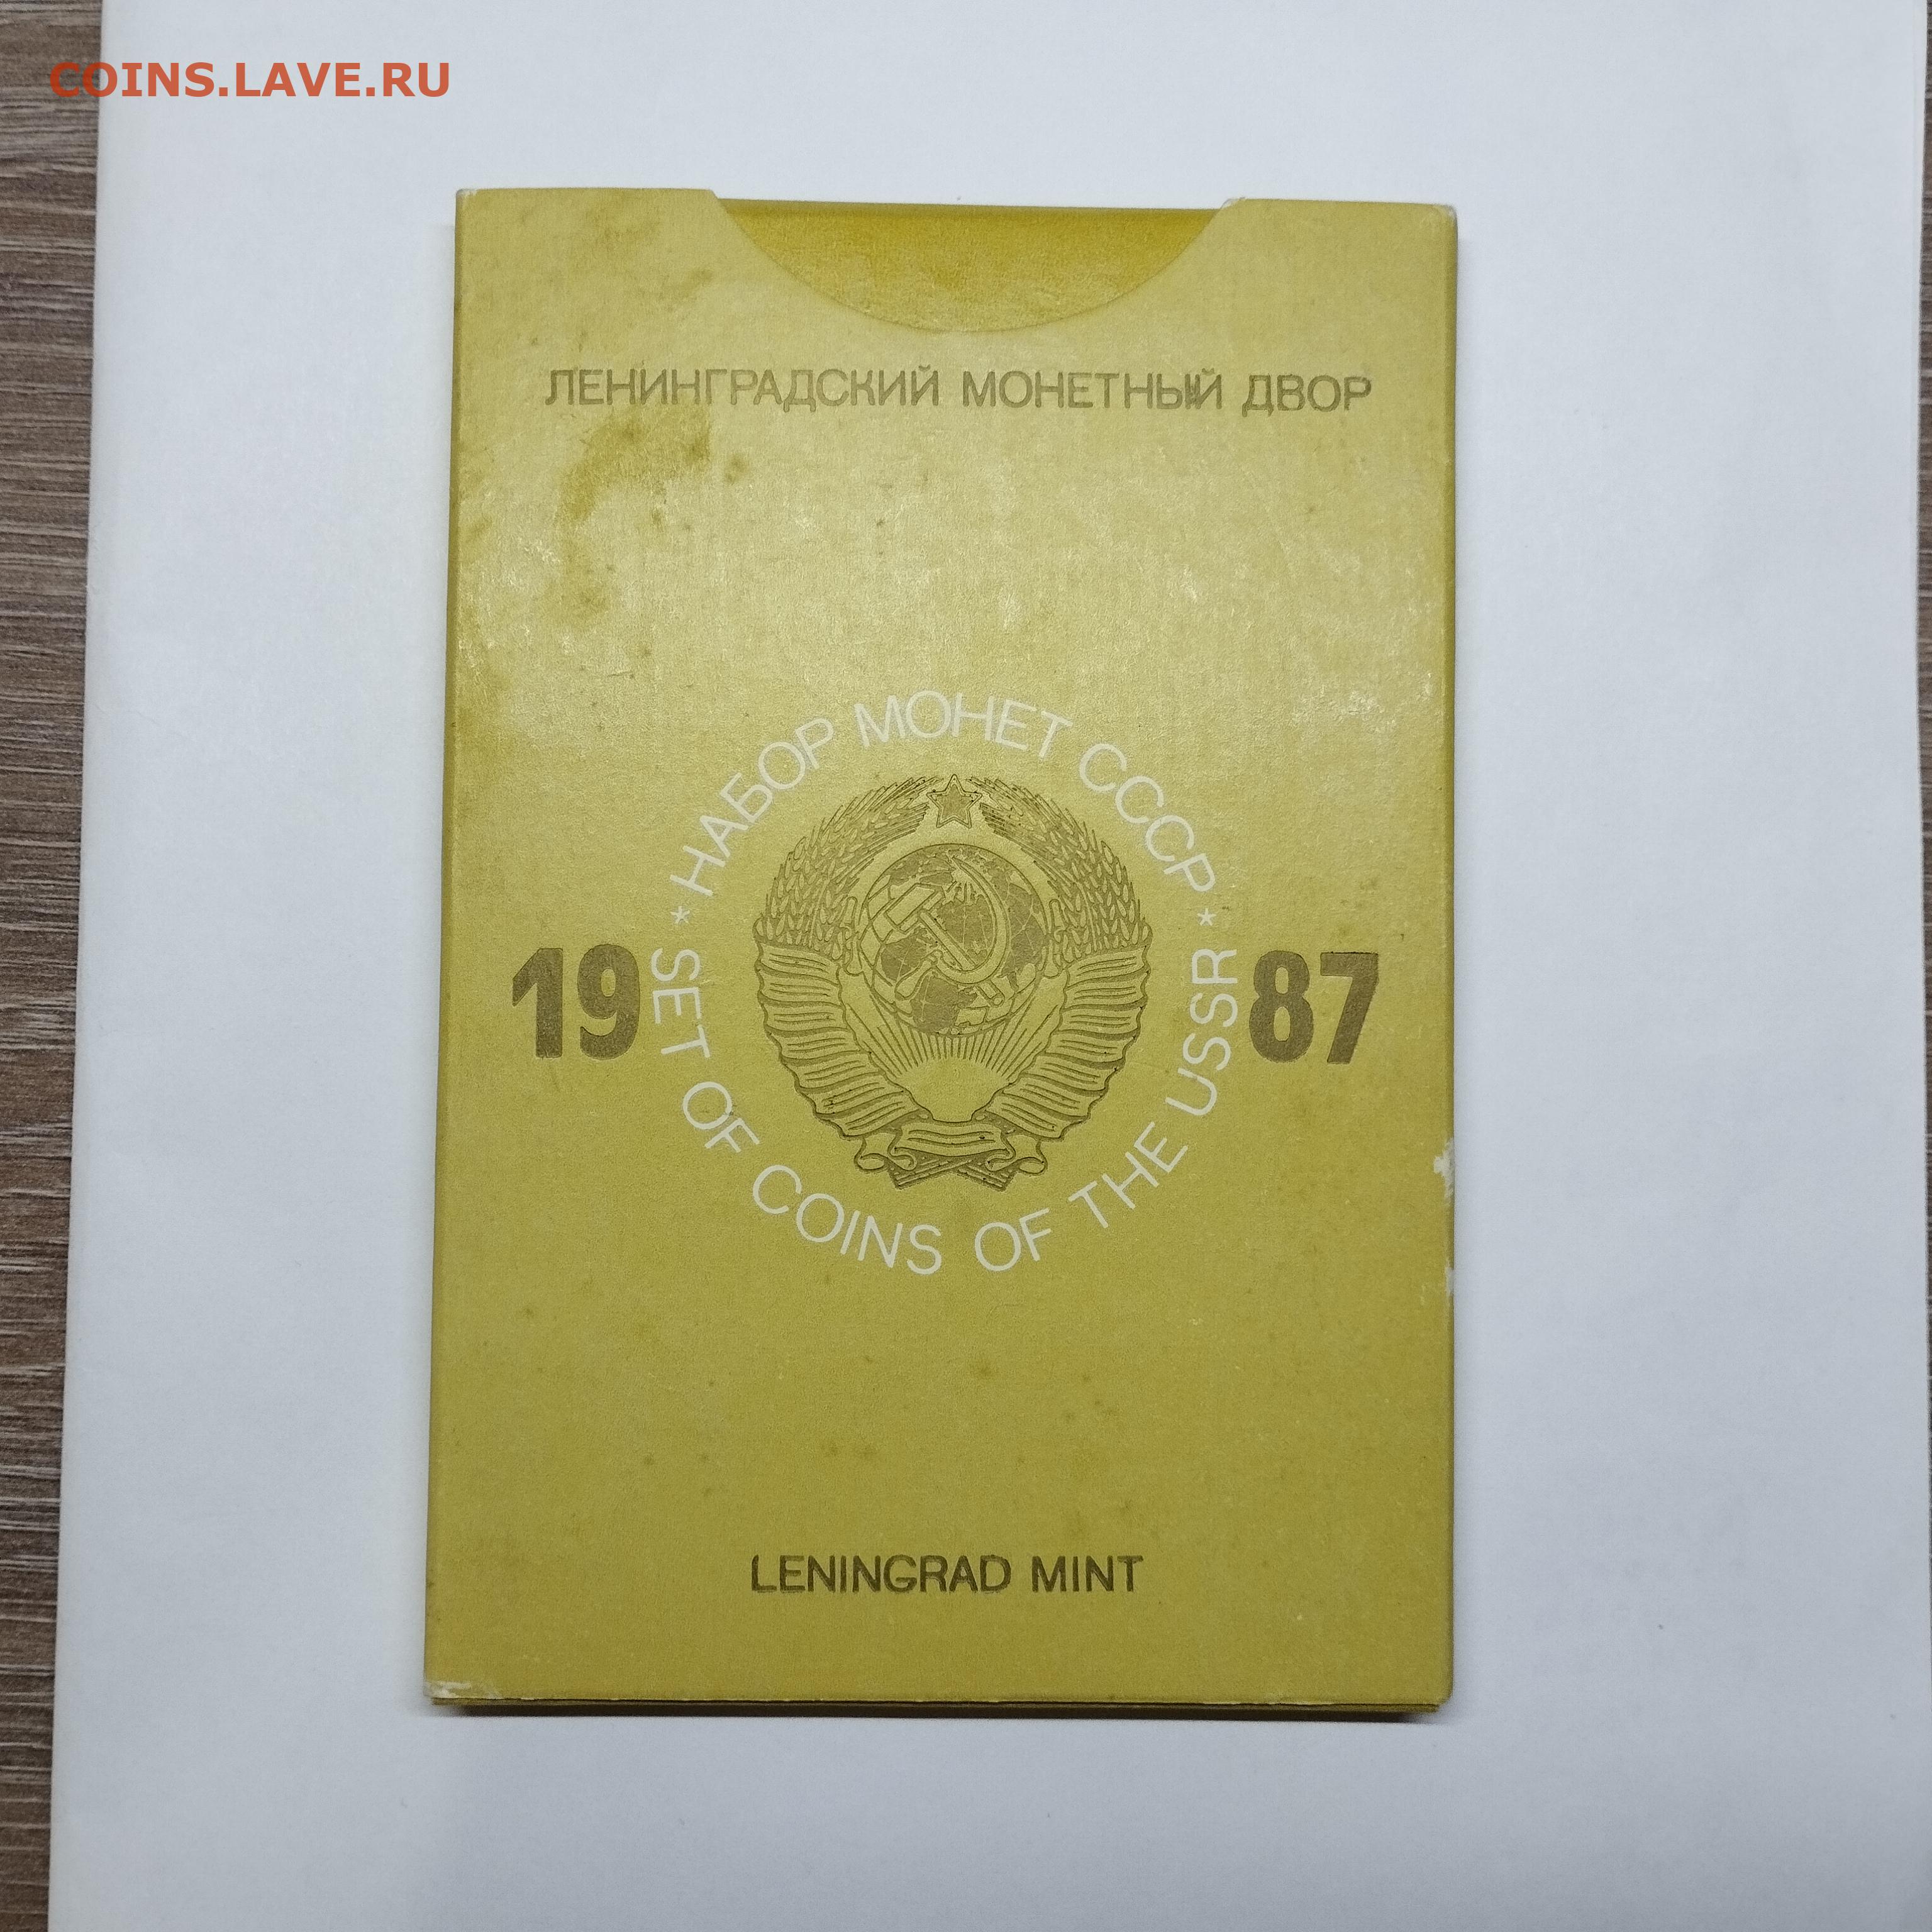 COINS.LAVE.RU
ЛЕНИНГРАДСКИЙ МОНЕТНЫЙ ДВОР
* НАБОР МОНЕТ СССР *
19 87
SET OF COINS OF THE USSR
LENINGRAD MINT